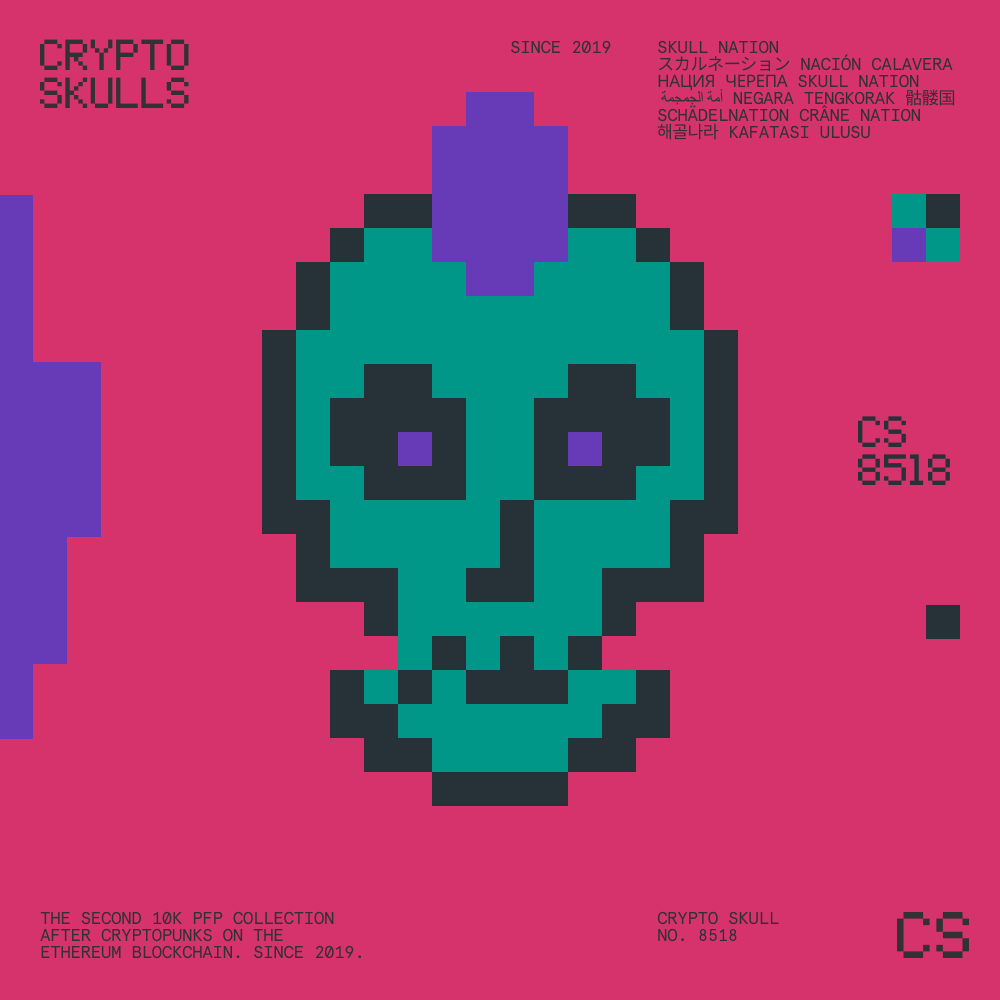 CRYPTO
SKULLS
SINCE 2019
SKULL NATION
スカルネーション NACIÓN CALAVERA
НАЦИЯ ЧЕРЕПА SKULL NATION
أمة الجمجمة NEGARA TENGKORAK 骷髅国
SCHÄDELNATION CRÂNE NATION
해골나라 KAFATASI ULUSU
CS
8518
THE SECOND 10K PFP COLLECTION
AFTER CRYPTOPUNKS ON THE
ETHEREUM BLOCKCHAIN. SINCE 2019.
CRYPTO SKULL
NO. 8518
CS